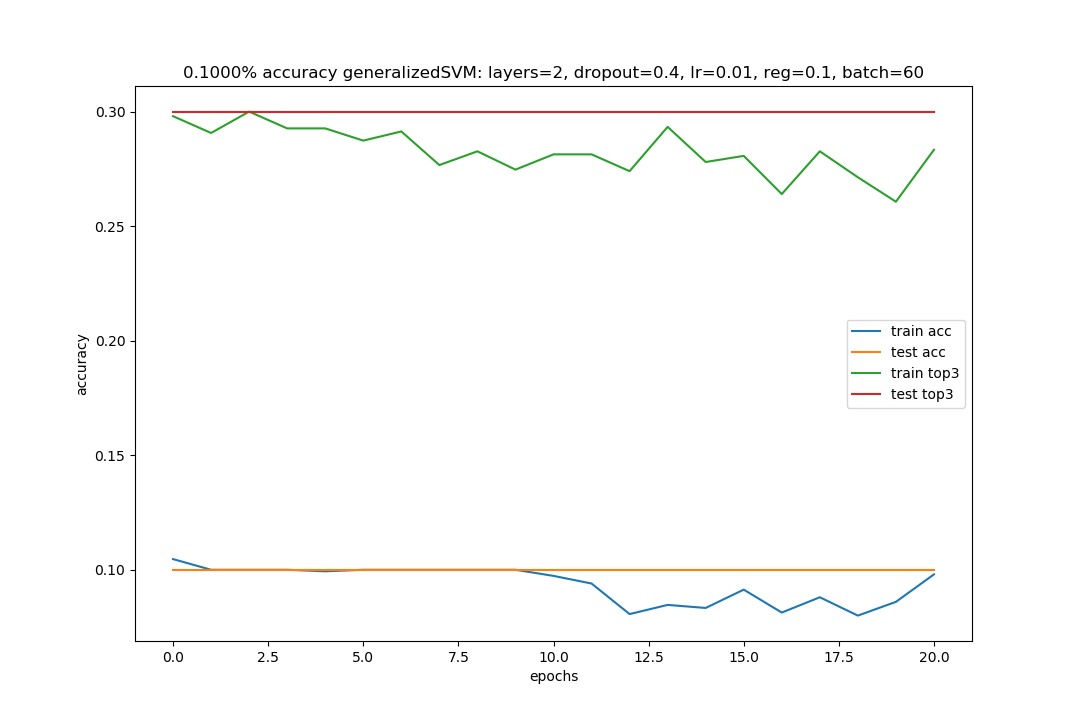 0.1000% accuracy generalizedSVM: layers=2, dropout=0.4, lr=0.01, reg=0.1, batch=60
0.30
0.25
0.20
0.15
0.10
accuracy
train acc
test acc
train top3
test top3
0.0 2.5 5.0 7.5 10.0 12.5 15.0 17.5 20.0
epochs